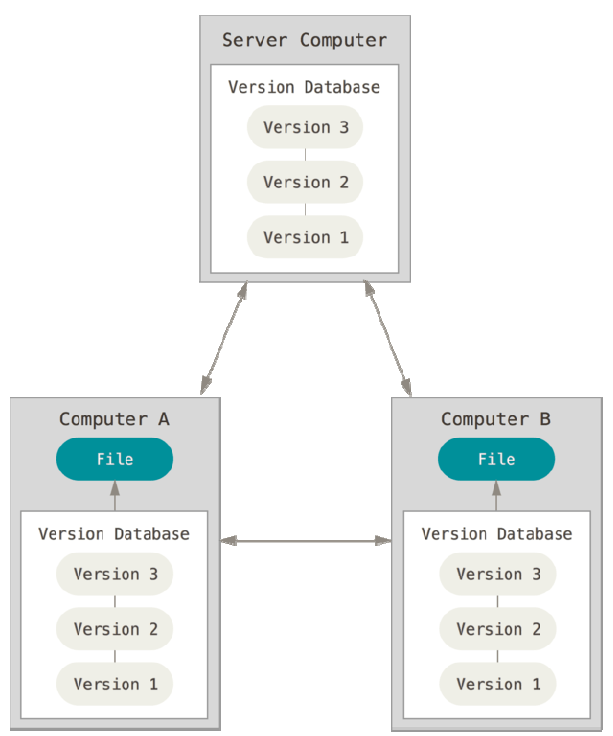 Server Computer
Version Database
Version 3
Version 2
Version 1
Computer A
File
Version Database
Version 3
Version 2
Version 1
Computer B
File
Version Database
Version 3
Version 2
Version 1